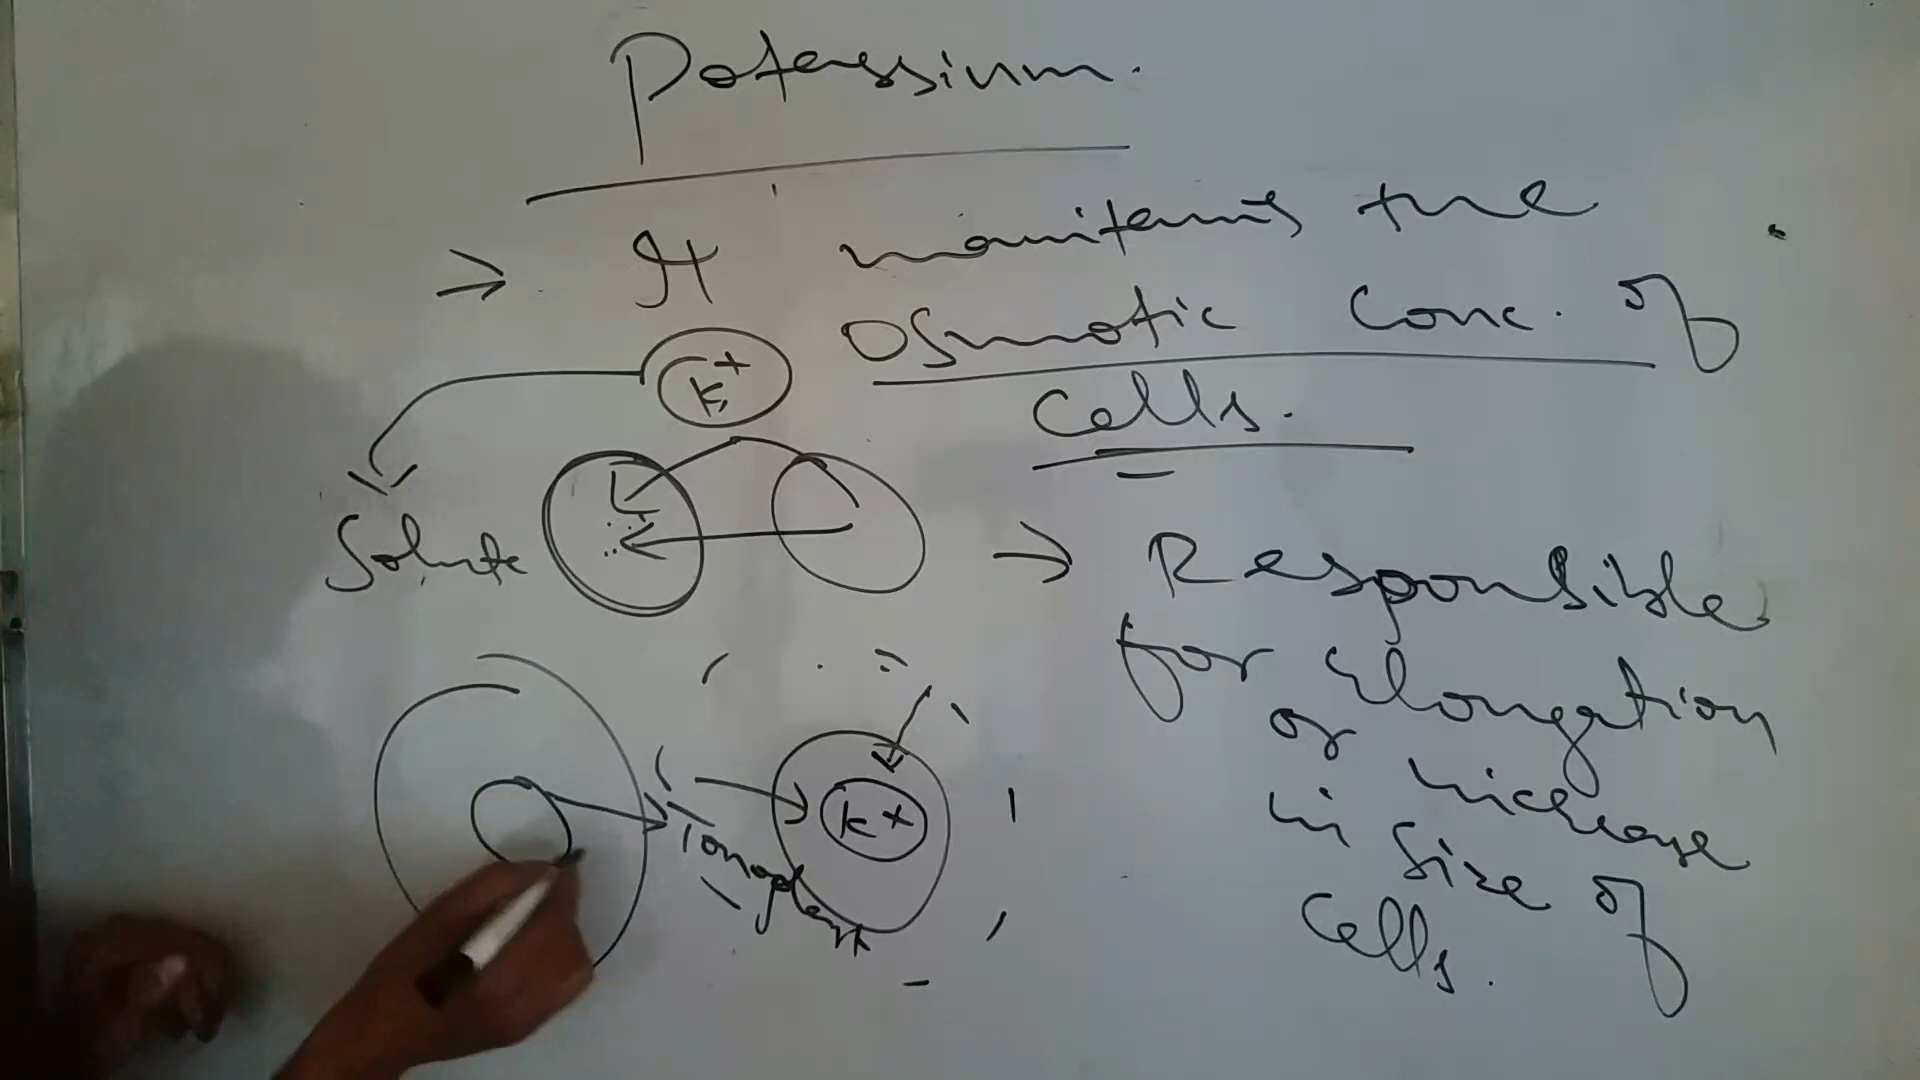 Potassium.
→ It maintains the
Osmotic Conc. of
Cells.
K+
Solute
→ Responsible
for Elongation
or increase
in Size of
Cells.
K+
Tonoplast